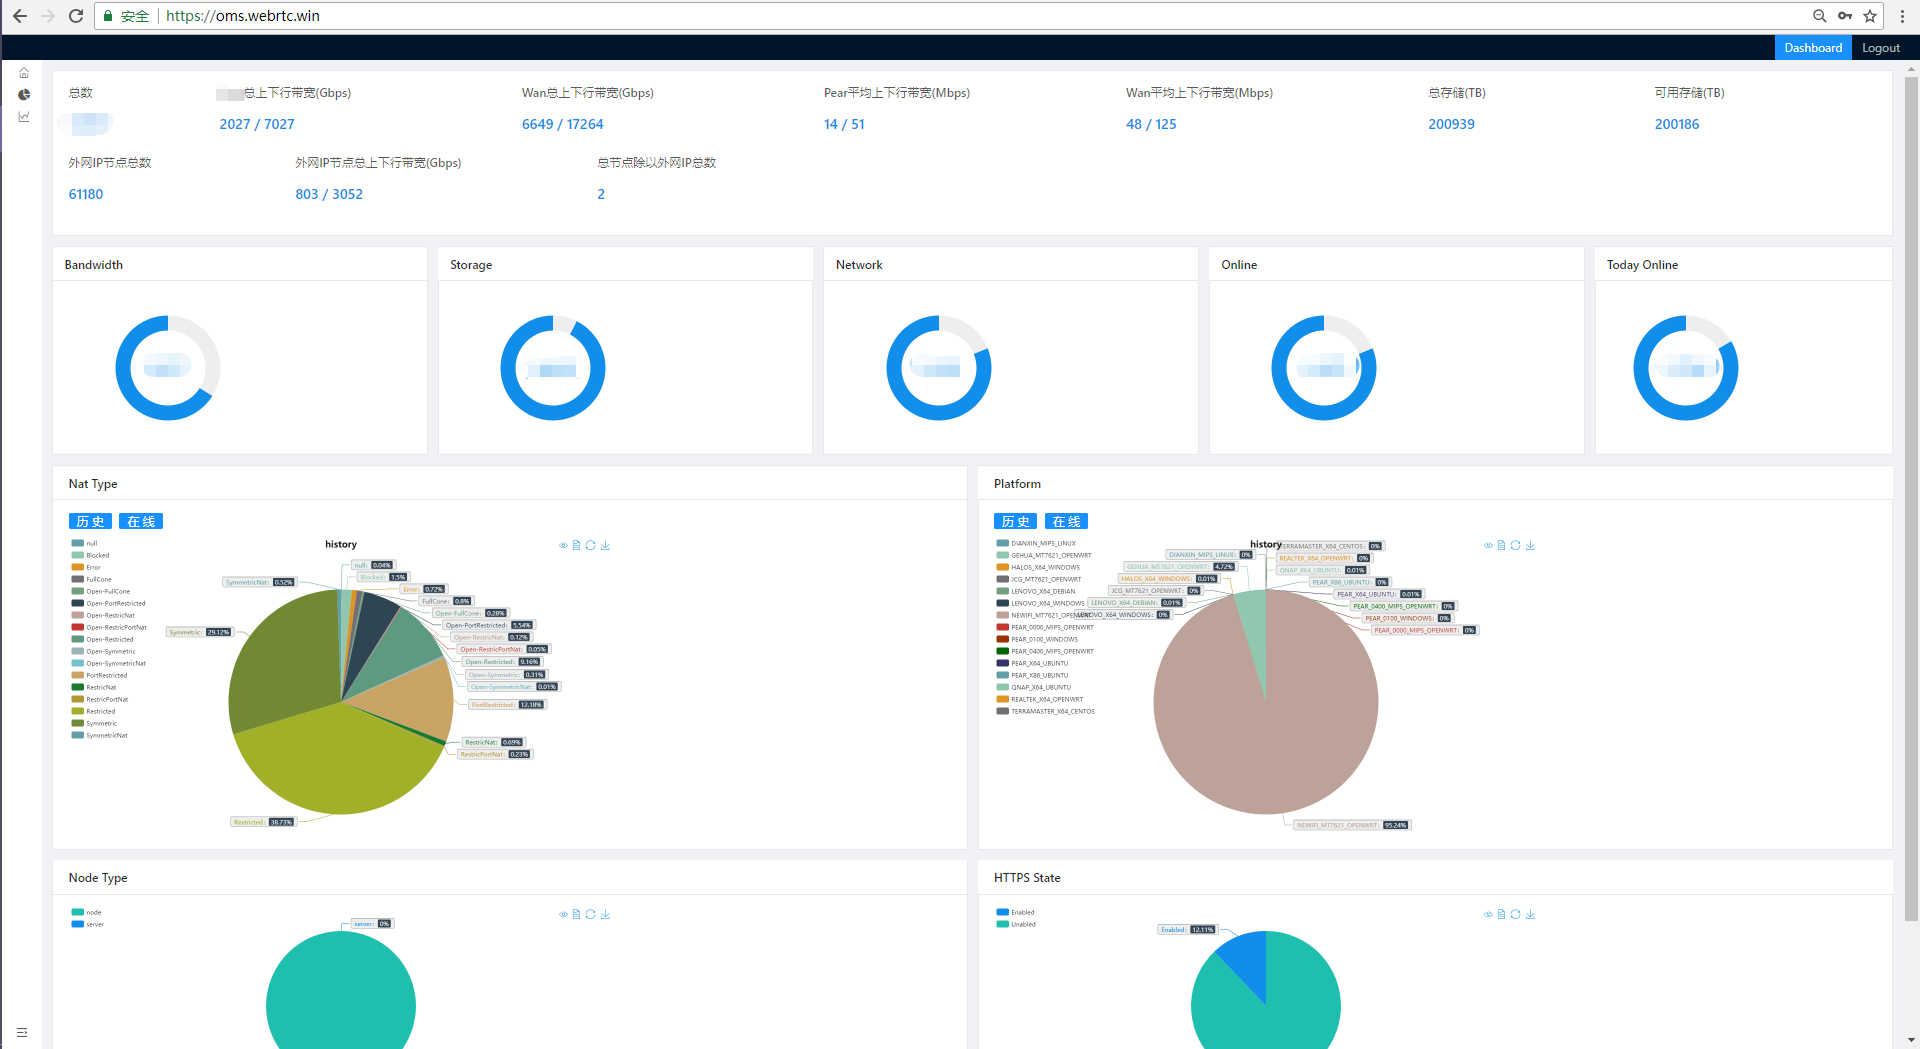 安全 https://oms.webrtc.win
Dashboard Logout
总数 总上下行带宽(Gbps) Wan总上下行带宽(Gbps) Pear平均上下行带宽(Mbps) Wan平均上下行带宽(Mbps) 总存储(TB) 可用存储(TB)
2027 / 7027 6649 / 17264 14 / 51 48 / 125 200939 200186
外网IP节点总数 外网IP节点总上下行带宽(Gbps) 总节点除以外网IP总数
61180 803 / 3052 2
Bandwidth Storage Network Online Today Online
Nat Type
历史 在线
history
null
Blocked
Error
FullCone
Open-FullCone
Open-PortRestricted
Open-RestricNat
Open-RestricPortNat
Open-Restricted
Open-Symmetric
Open-SymmetricNat
PortRestricted
RestricNat
RestricPortNat
Restricted
Symmetric
SymmetricNat
null: 0.04%
Blocked: 1.5%
SymmetricNat: 0.52%
Error: 0.72%
FullCone: 0.8%
Open-FullCone: 0.28%
Open-PortRestricted: 5.54%
Symmetric: 29.12%
Open-RestricNat: 0.12%
Open-RestricPortNat: 0.05%
Open-Restricted: 9.16%
Open-Symmetric: 0.31%
Open-SymmetricNat: 0.01%
PortRestricted: 12.18%
RestricNat: 0.69%
RestricPortNat: 0.23%
Restricted: 38.73%
Platform
历史 在线
history
DIANXIN_MIPS_LINUX
GEHUA_MT7621_OPENWRT
HALOS_X64_WINDOWS
JCG_MT7621_OPENWRT
LENOVO_X64_DEBIAN
LENOVO_X64_WINDOWS
NEWIFI_MT7621_OPENWRT
PEAR_0000_MIPS_OPENWRT
PEAR_0100_WINDOWS
PEAR_0400_MIPS_OPENWRT
PEAR_X64_UBUNTU
PEAR_X86_UBUNTU
QNAP_X64_UBUNTU
REALTEK_X64_OPENWRT
TERRAMASTER_X64_CENTOS
DIANXIN_MIPS_LINUX: 0%
GEHUA_MT7621_OPENWRT: 4.72%
HALOS_X64_WINDOWS: 0.01%
JCG_MT7621_OPENWRT: 0%
LENOVO_X64_DEBIAN: 0.01%
LENOVO_X64_WINDOWS: 0%
TERRAMASTER_X64_CENTOS: 0%
REALTEK_X64_OPENWRT: 0%
QNAP_X64_UBUNTU: 0.01%
PEAR_X86_UBUNTU: 0%
PEAR_X64_UBUNTU: 0.01%
PEAR_0400_MIPS_OPENWRT: 0%
PEAR_0100_WINDOWS: 0%
PEAR_0000_MIPS_OPENWRT: 0%
NEWIFI_MT7621_OPENWRT: 95.24%
Node Type
node
server
server: 0%
HTTPS State
Enabled
Unabled
Enabled: 12.11%